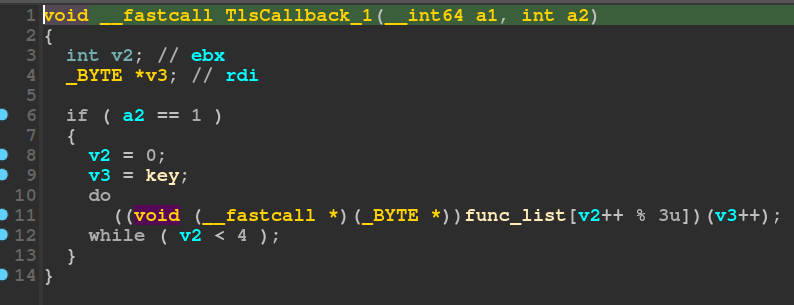 1 void __fastcall TlsCallback_1(__int64 a1, int a2)
2 {
3   int v2; // ebx
4   _BYTE *v3; // rdi
5
6   if ( a2 == 1 )
7   {
8     v2 = 0;
9     v3 = key;
10     do
11       ((void (__fastcall *)(_BYTE *))func_list[v2++ % 3u])(v3++);
12     while ( v2 < 4 );
13   }
14 }